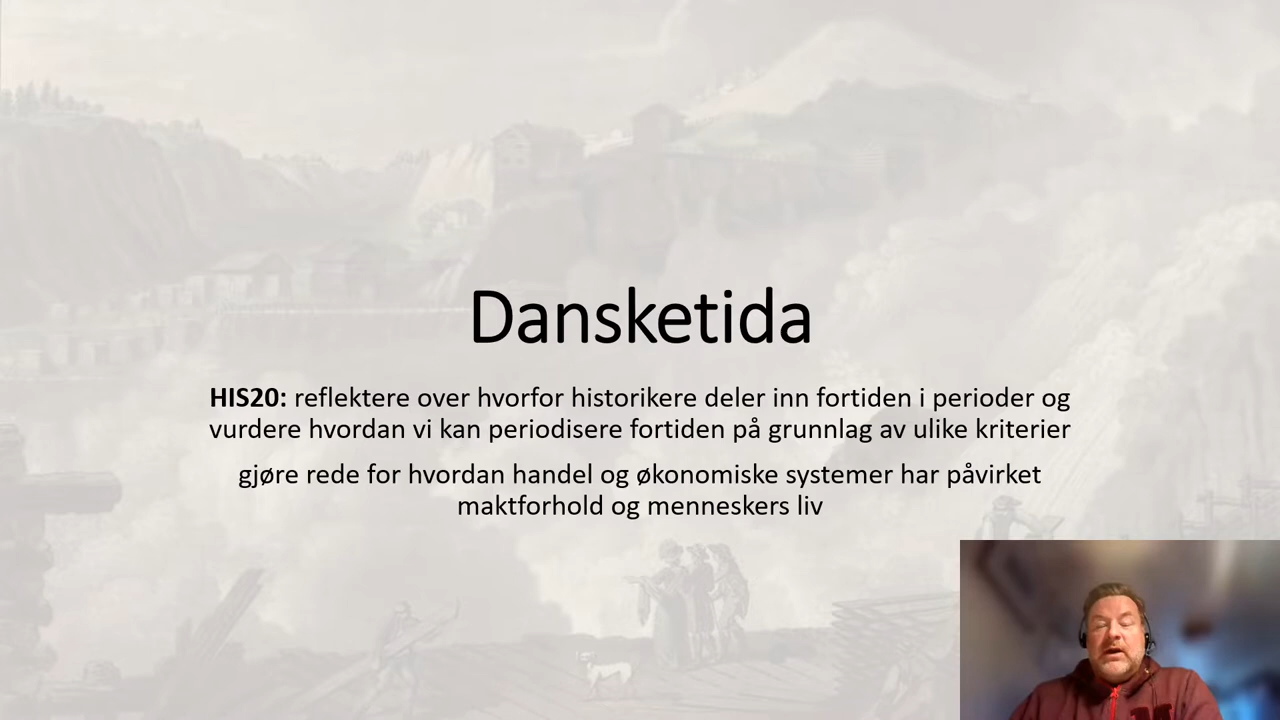 Dansketida
HIS20: reflektere over hvorfor historikere deler inn fortiden i perioder og
vurdere hvordan vi kan periodisere fortiden på grunnlag av ulike kriterier
gjøre rede for hvordan handel og økonomiske systemer har påvirket
maktforhold og menneskers liv